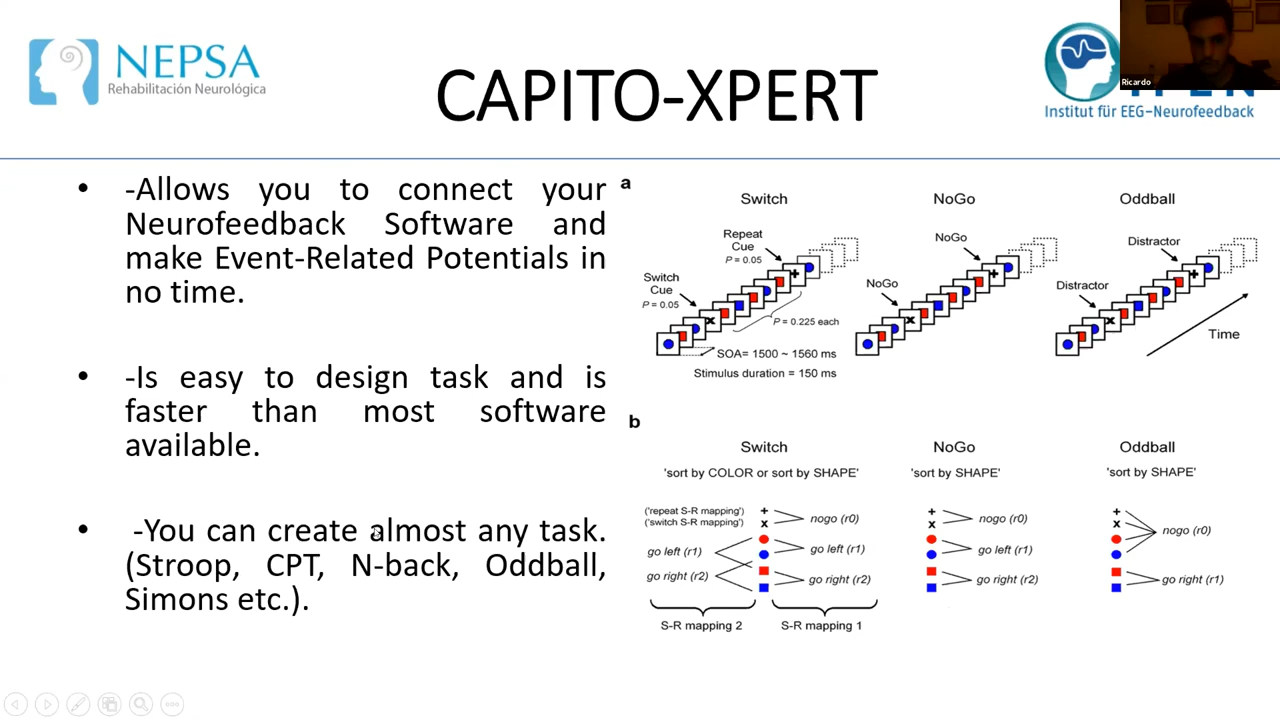 NEPSA
Rehabilitación Neurológica
CAPITO-XPERT
Ricardo
Institut für EEG-Neurofeedback
• -Allows you to connect your
Neurofeedback Software and
make Event-Related Potentials in
no time.
• -Is easy to design task and is
faster than most software
available.
• -You can create almost any task.
(Stroop, CPT, N-back, Oddball,
Simons etc.).
a
Switch
NoGo
Oddball
Repeat
Cue
P = 0.05
Switch
Cue
P = 0.05
P = 0.225 each
SOA= 1500 ~ 1560 ms
Stimulus duration = 150 ms
NoGo
NoGo
Distractor
Distractor
Time
b
Switch
NoGo
Oddball
'sort by COLOR or sort by SHAPE'
'sort by SHAPE'
'sort by SHAPE'
('repeat S-R mapping')
('switch S-R mapping')
+
x
nogo (r0)
go left (r1)
go right (r2)
go left (r1)
go right (r2)
S-R mapping 2
S-R mapping 1
+
x
nogo (r0)
go left (r1)
go right (r2)
+
x
nogo (r0)
go right (r1)